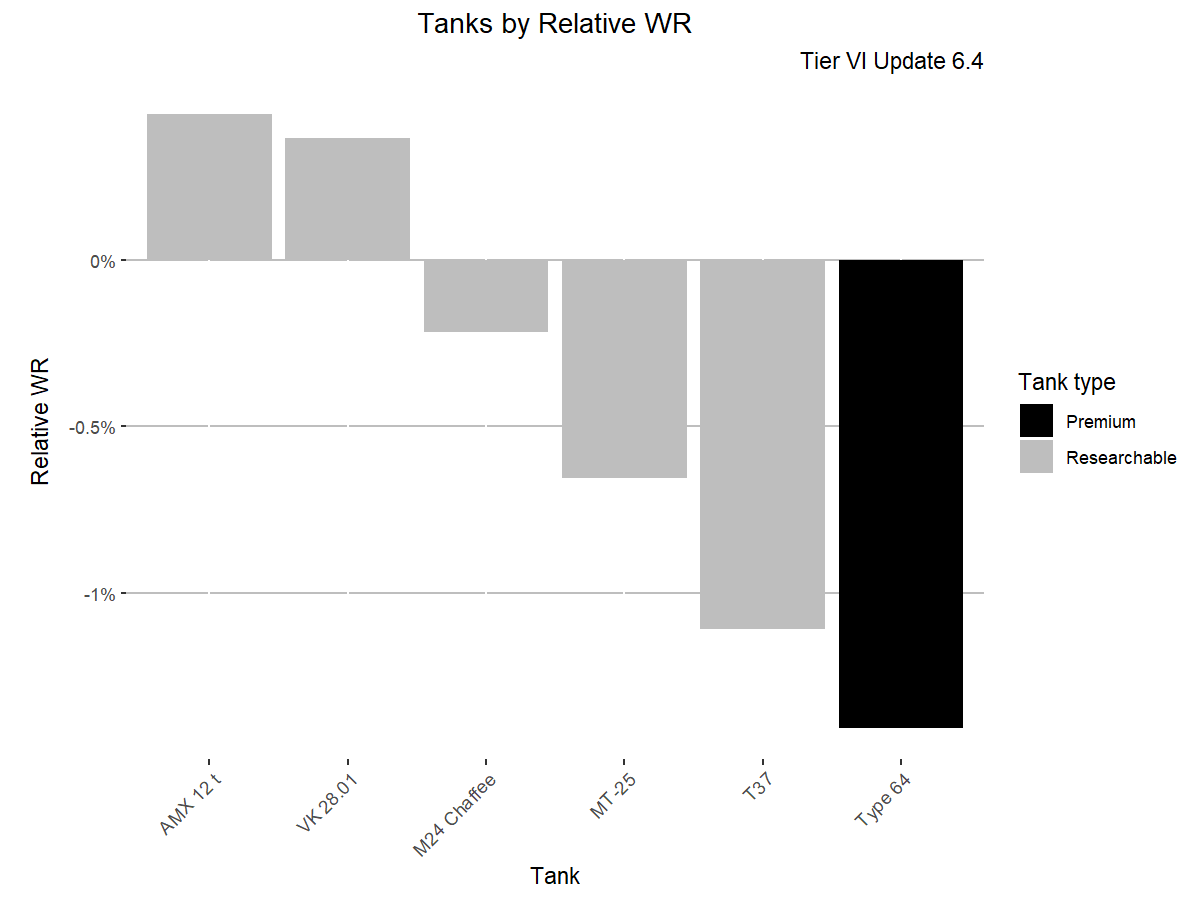 Tanks by Relative WR
Tier VI Update 6.4
0%
-0.5%
-1%
Relative WR
AMX 12 t
VK 28.01
M24 Chaffee
MT-25
T37
Type 64
Tank
Tank type
Premium
Researchable